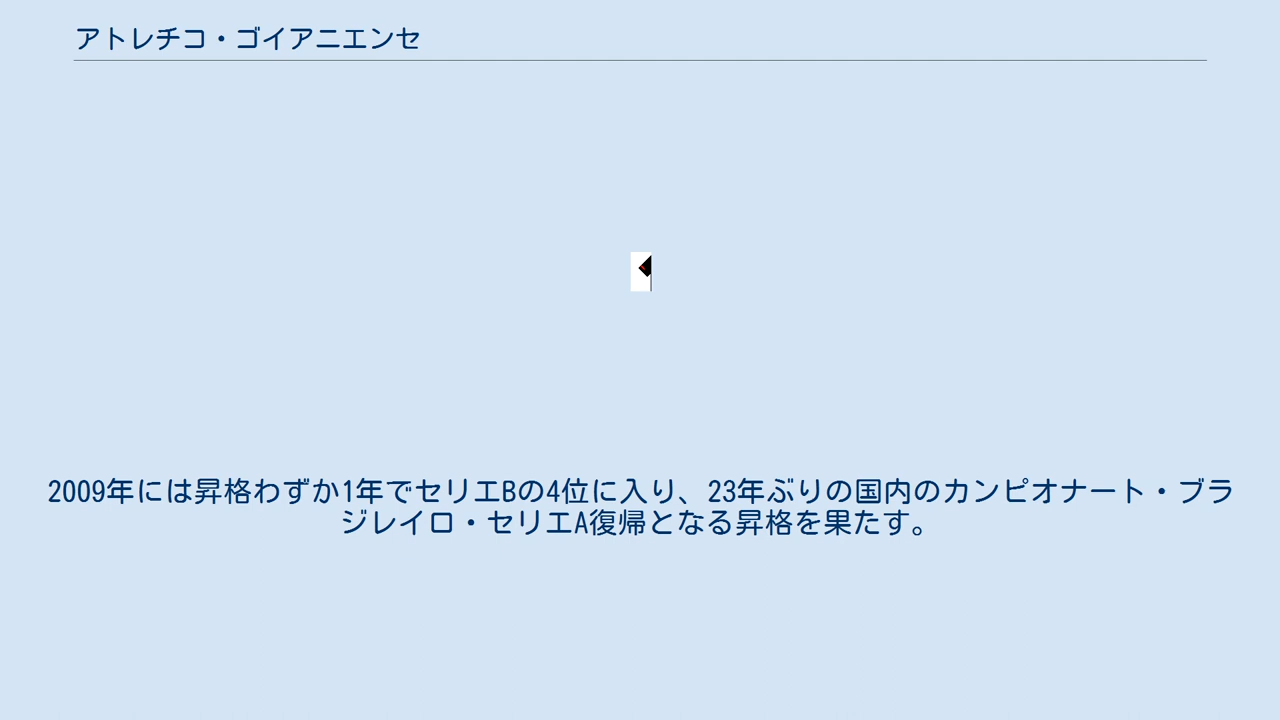 アトレチコ・ゴイアニエンセ
2009年には昇格わずか1年でセリエBの4位に入り、23年ぶりの国内のカンピオナート・ブラ
ジレイロ・セリエA復帰となる昇格を果たす。